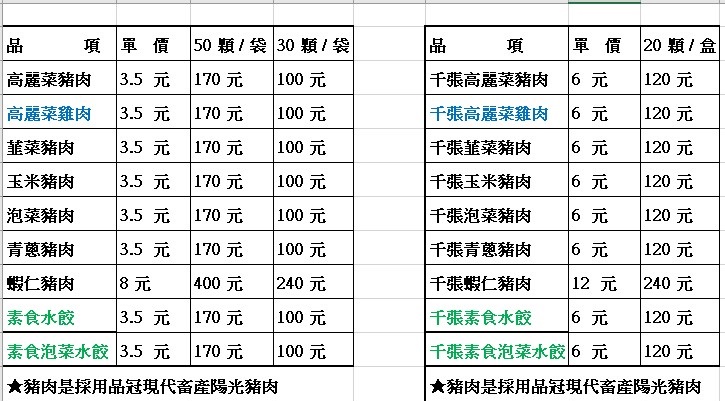 品 項 單 價 50 顆 / 袋 30 顆 / 袋
高麗菜豬肉 3.5 元 170 元 100 元
高麗菜雞肉 3.5 元 170 元 100 元
韮菜豬肉 3.5 元 170 元 100 元
玉米豬肉 3.5 元 170 元 100 元
泡菜豬肉 3.5 元 170 元 100 元
青蔥豬肉 3.5 元 170 元 100 元
蝦仁豬肉 8 元 400 元 240 元
素食水餃 3.5 元 170 元 100 元
素食泡菜水餃 3.5 元 170 元 100 元
★豬肉是採用品冠現代畜產陽光豬肉
品 項 單 價 20 顆 / 盒
千張高麗菜豬肉 6 元 120 元
千張高麗菜雞肉 6 元 120 元
千張韮菜豬肉 6 元 120 元
千張玉米豬肉 6 元 120 元
千張泡菜豬肉 6 元 120 元
千張青蔥豬肉 6 元 120 元
千張蝦仁豬肉 12 元 240 元
千張素食水餃 6 元 120 元
千張素食泡菜水餃 6 元 120 元
★豬肉是採用品冠現代畜產陽光豬肉